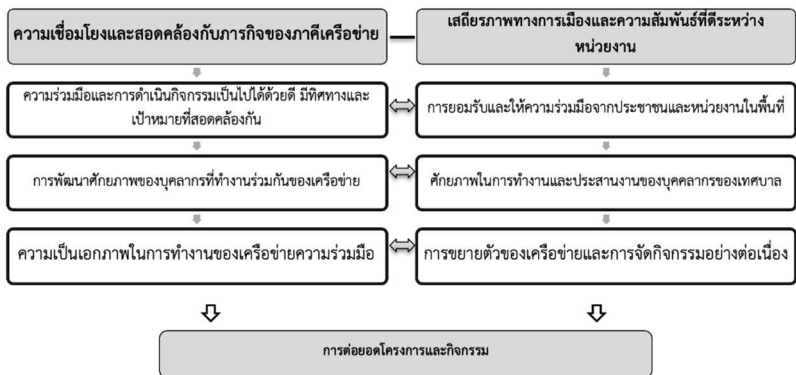 ความเชื่อมโยงและสอดคล้องกับภารกิจของภาคีเครือข่าย
เสถียรภาพทางการเมืองและความสัมพันธ์ที่ดีระหว่าง
หน่วยงาน
ความร่วมมือและการดำเนินกิจกรรมเป็นไปได้ด้วยดี มีทิศทางและ
เป้าหมายที่สอดคล้องกัน
การยอมรับและให้ความร่วมมือจากประชาชนและหน่วยงานในพื้นที่
การพัฒนาศักยภาพของบุคลากรที่ทำงานร่วมกันของเครือข่าย
ศักยภาพในการทำงานและประสานงานของบุคคลากรของเทศบาล
ความเป็นเอกภาพในการทำงานของเครือข่ายความร่วมมือ
การขยายตัวของเครือข่ายและการจัดกิจกรรมอย่างต่อเนื่อง
การต่อยอดโครงการและกิจกรรม